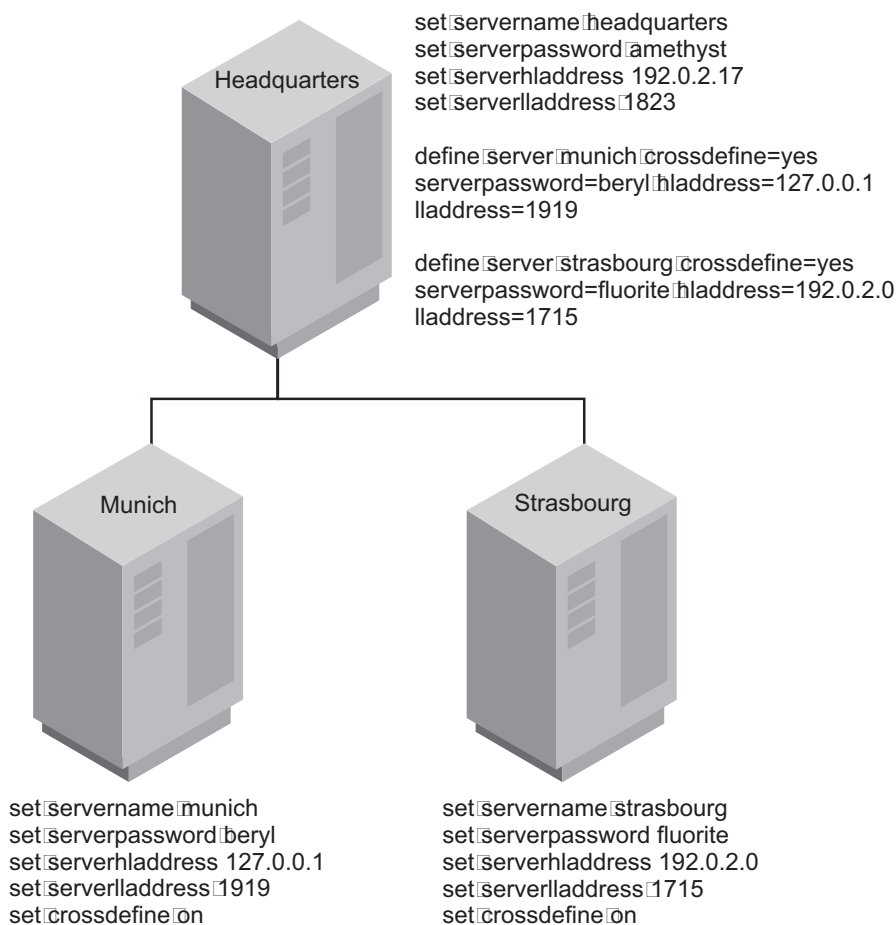 Headquarters
set servername headquarters
set serverpassword amethyst
set serverhladdress 192.0.2.17
set serverlladdress 1823
define server munich crossdefine=yes
serverpassword=beryl hladdress=127.0.0.1
lladdress=1919
define server strasbourg crossdefine=yes
serverpassword=fluorite hladdress=192.0.2.0
lladdress=1715
Munich
set servername munich
set serverpassword beryl
set serverhladdress 127.0.0.1
set serverlladdress 1919
set crossdefine on
Strasbourg
set servername strasbourg
set serverpassword fluorite
set serverhladdress 192.0.2.0
set serverlladdress 1715
set crossdefine on